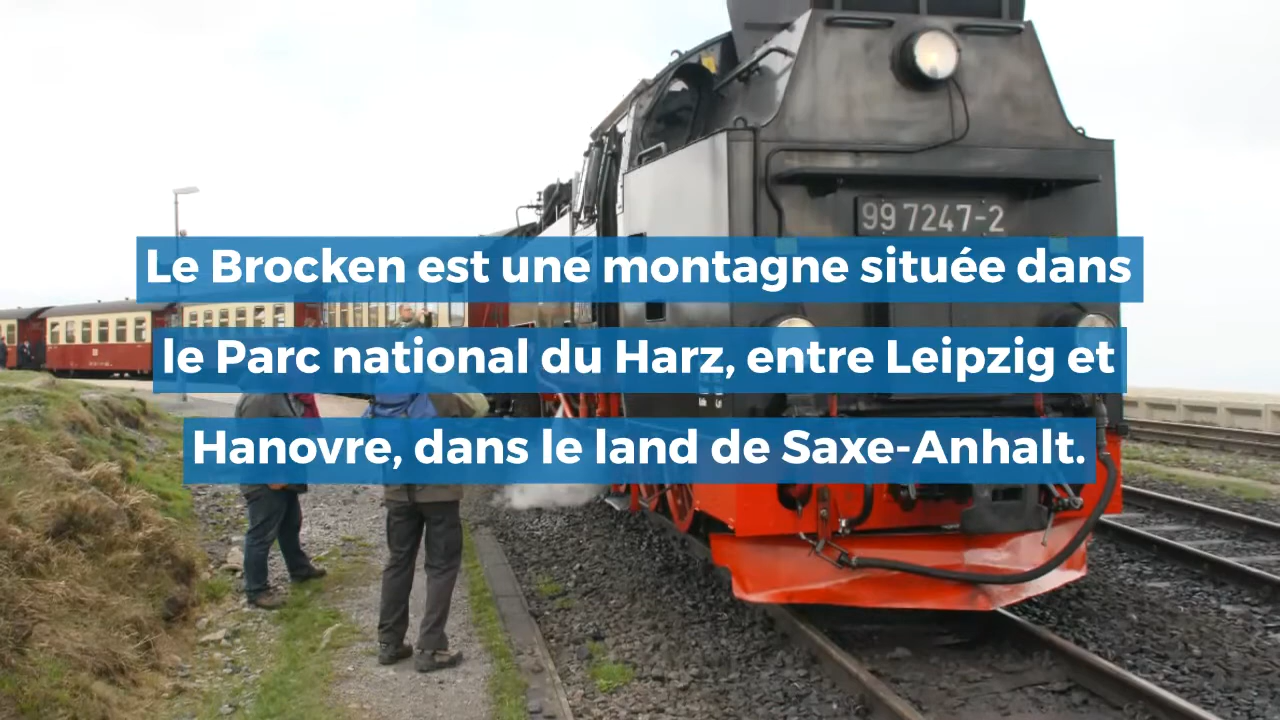 99 7247-2
Le Brocken est une montagne située dans
le Parc national du Harz, entre Leipzig et
Hanovre, dans le land de Saxe-Anhalt.